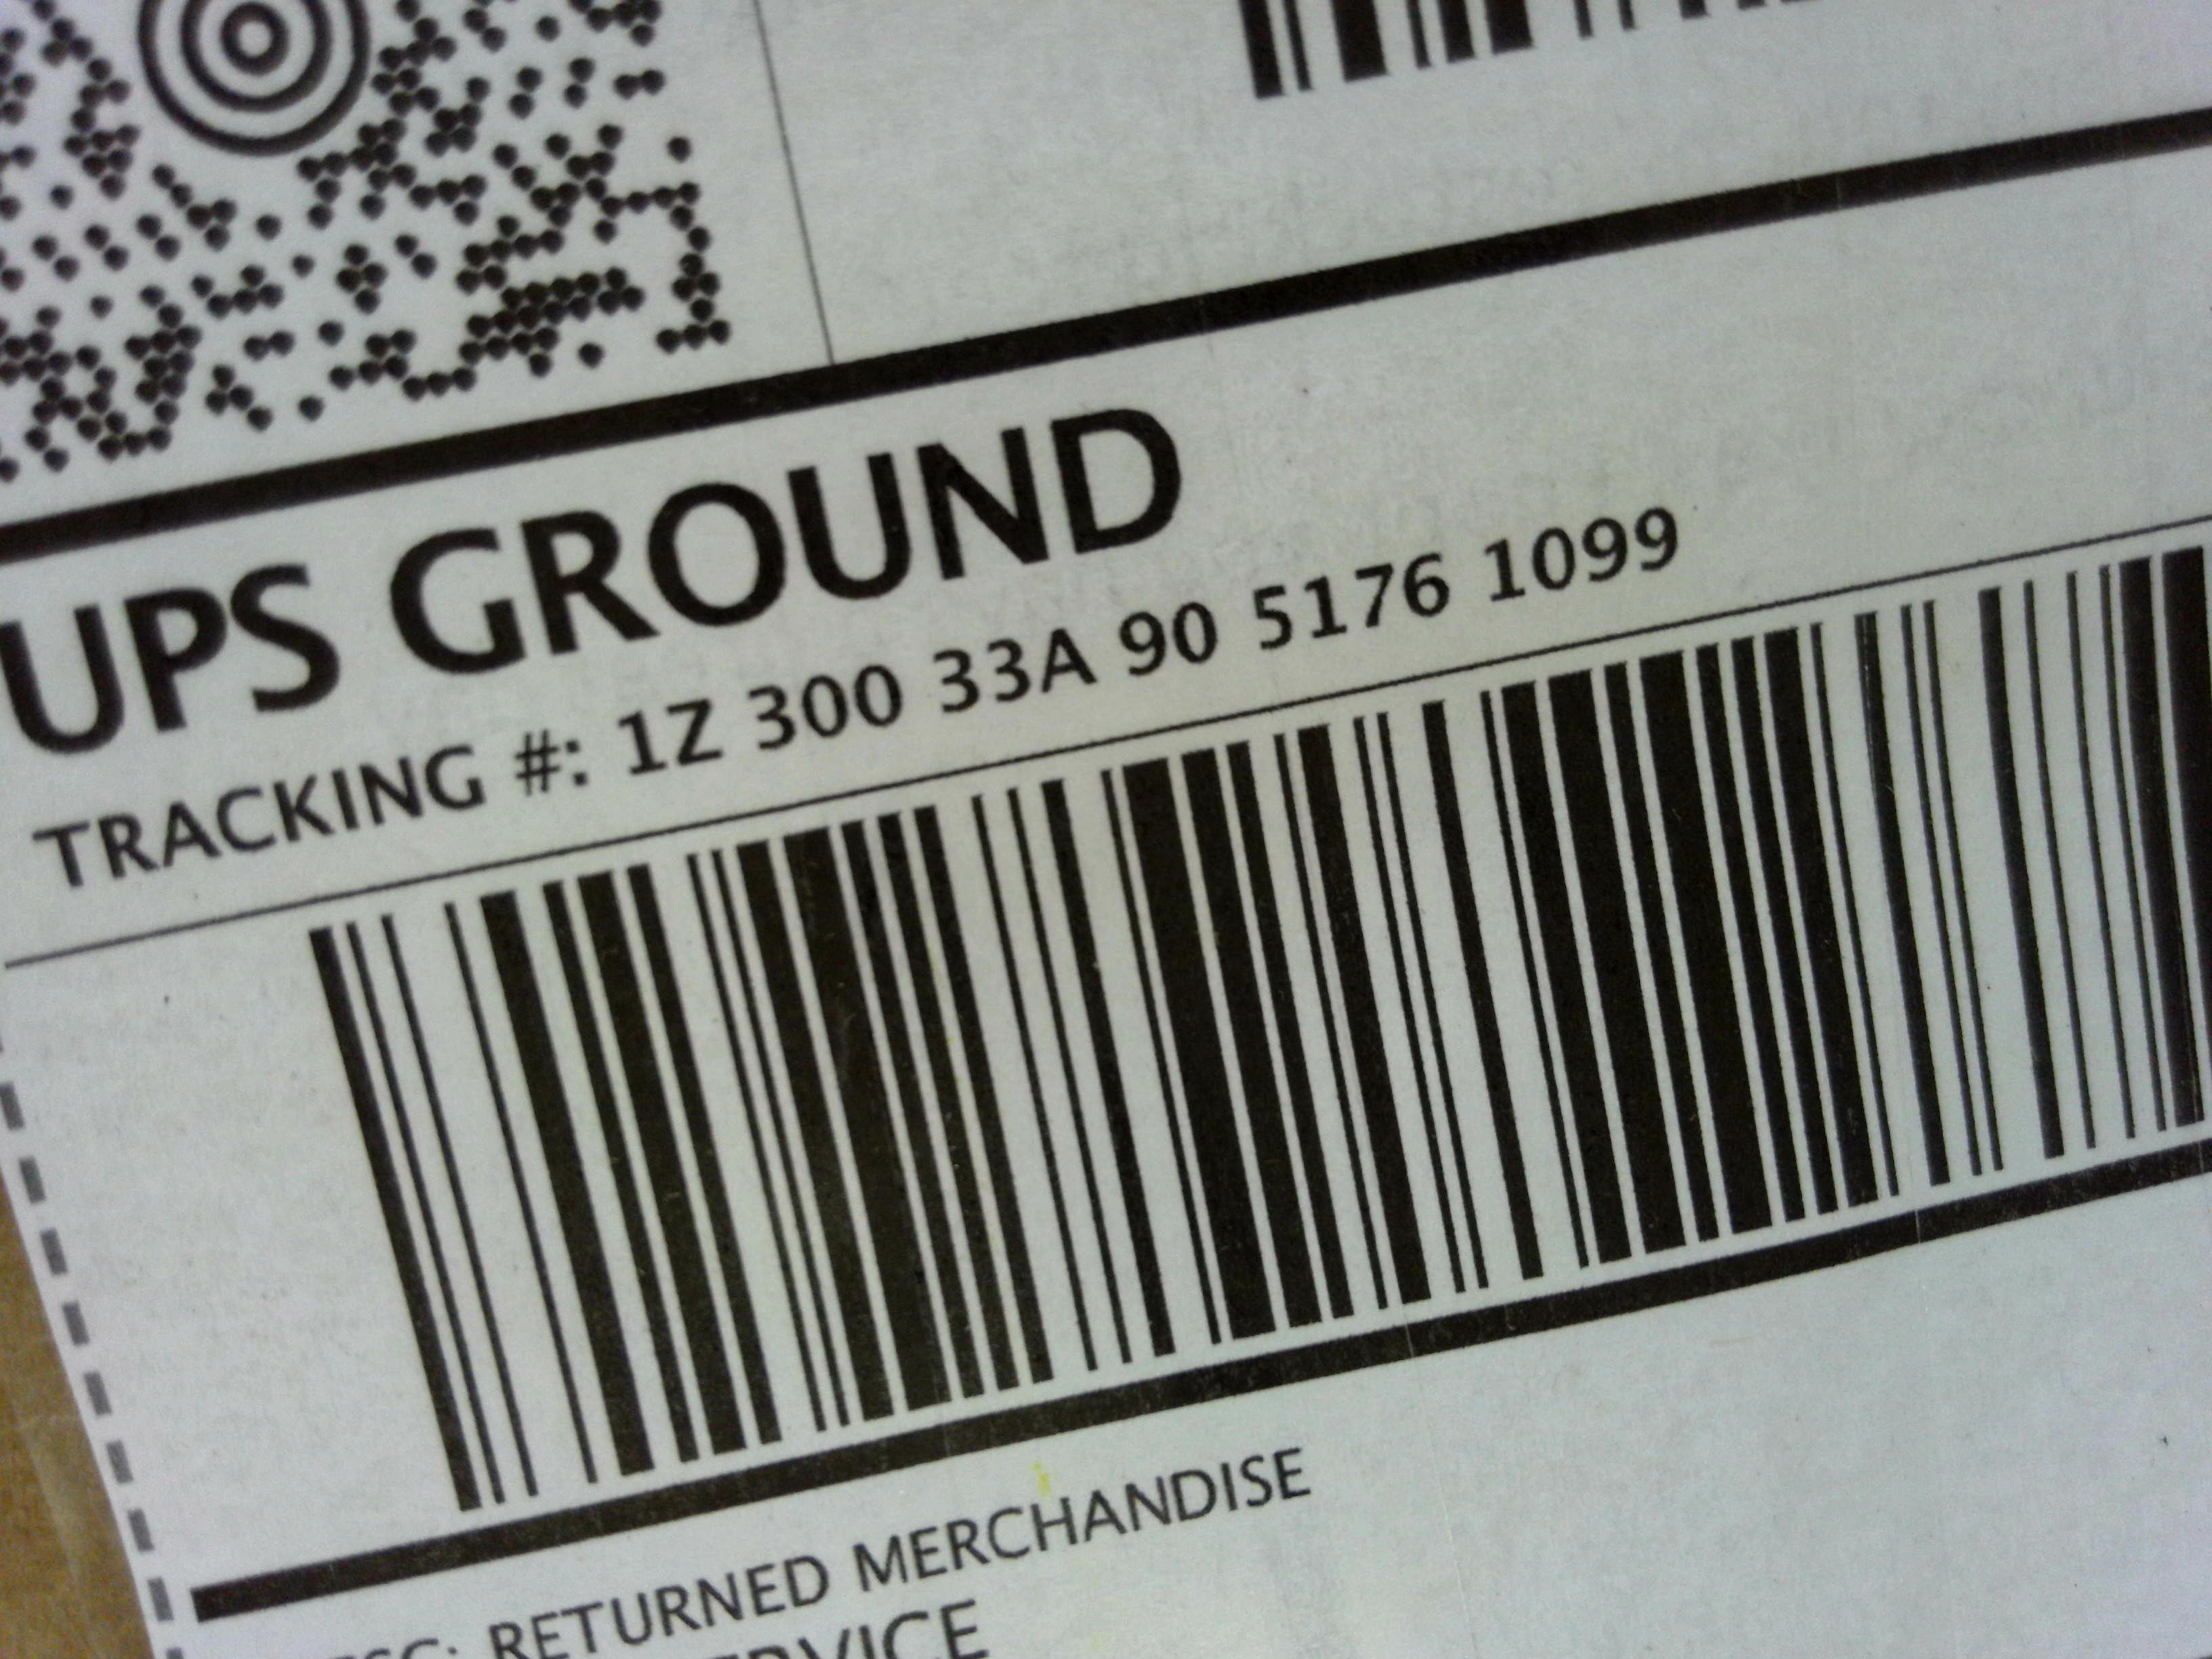 UPS GROUND
TRACKING #: 1Z 300 33A 90 5176 1099
RETURNED MERCHANDISE